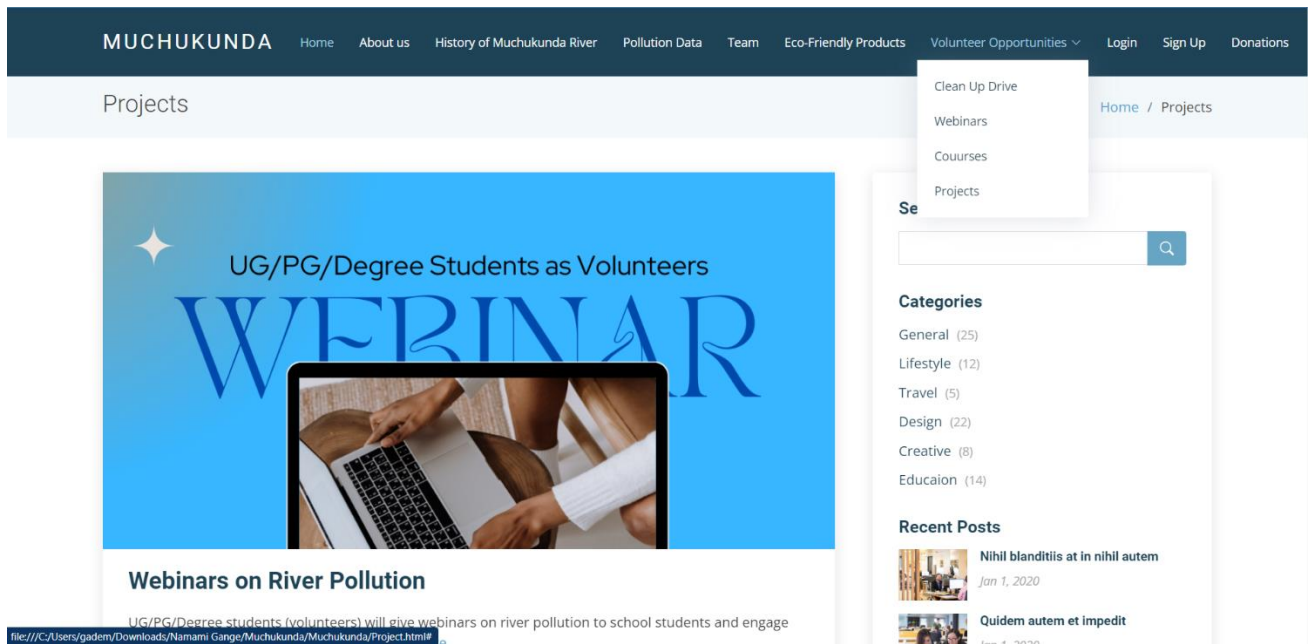 MUCHUKUNDA Home About us History of Muchukunda River Pollution Data Team Eco-Friendly Products Volunteer Opportunities Login Sign Up Donations
Clean Up Drive
Webinars
Couurses
Projects
Projects
Home / Projects
UG/PG/Degree Students as Volunteers
WEBINAR
Webinars on River Pollution
UG/PG/Degree students (volunteers) will give webinars on river pollution to school students and engage
Se
Categories
General (25)
Lifestyle (12)
Travel (5)
Design (22)
Creative (8)
Educaion (14)
Recent Posts
Nihil blanditiis at in nihil autem
Jan 1, 2020
Quidem autem et impedit
Jan 1, 2020
file:///C:/Users/gadem/Downloads/Namami Gange/Muchukunda/Muchukunda/Project.html#